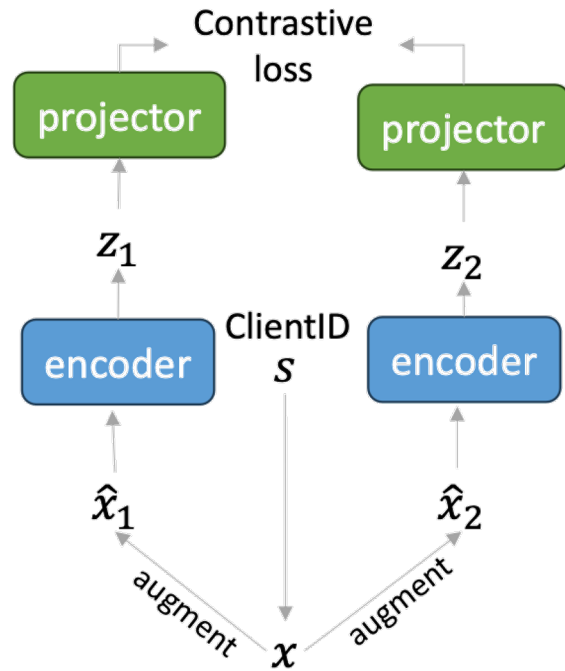 Contrastive
loss
projector
projector
z₁
z₂
ClientID
s
encoder
encoder
x̂₁
x̂₂
augment
augment
x